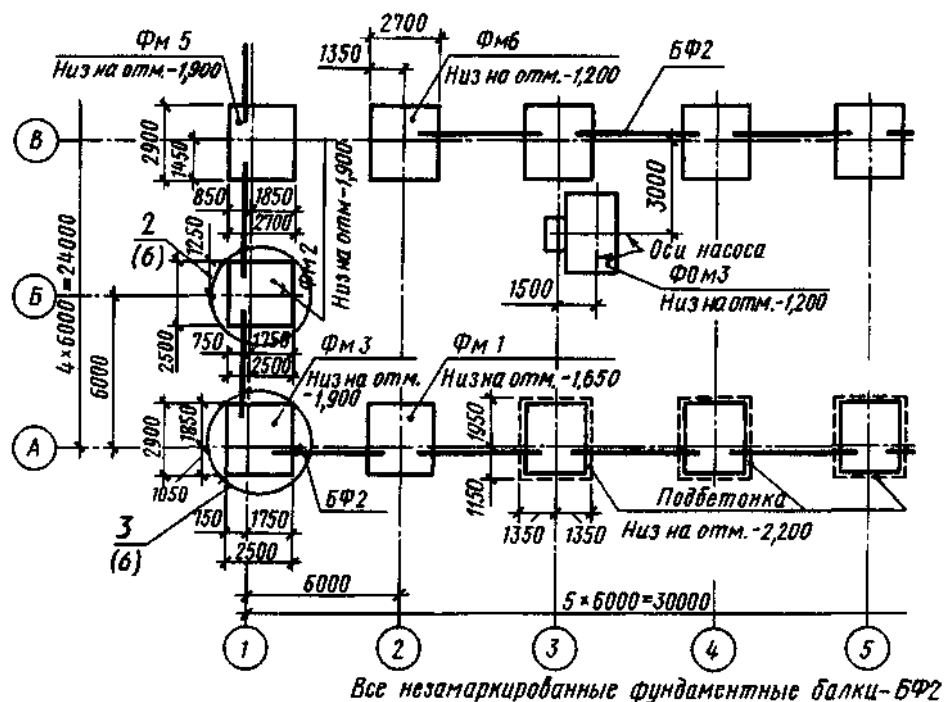 Фм 5
Низ на отм.-1,900
2700
1350
Фм6
Низ на отм.-1,200
БФ2
В
2900
1450
850
1850
2700
3000
2
(6)
1250
Фм 2
Низ на отм-1,900
Оси насоса
ФОм3
Низ на отм.-1,200
1500
4×6000=24000
Б
2500
750
1750
2500
6000
Фм 3
Низ на отм.
-1,900
Фм 1
Низ на отм.-1,650
А
2900
1850
1050
1950
1150
БФ2
Подбетонка
Низ на отм.-2,200
3
(6)
150
1750
2500
1350
1350
6000
5×6000=30000
1
2
3
4
5
Все незамаркированные фундаментные балки-БФ2